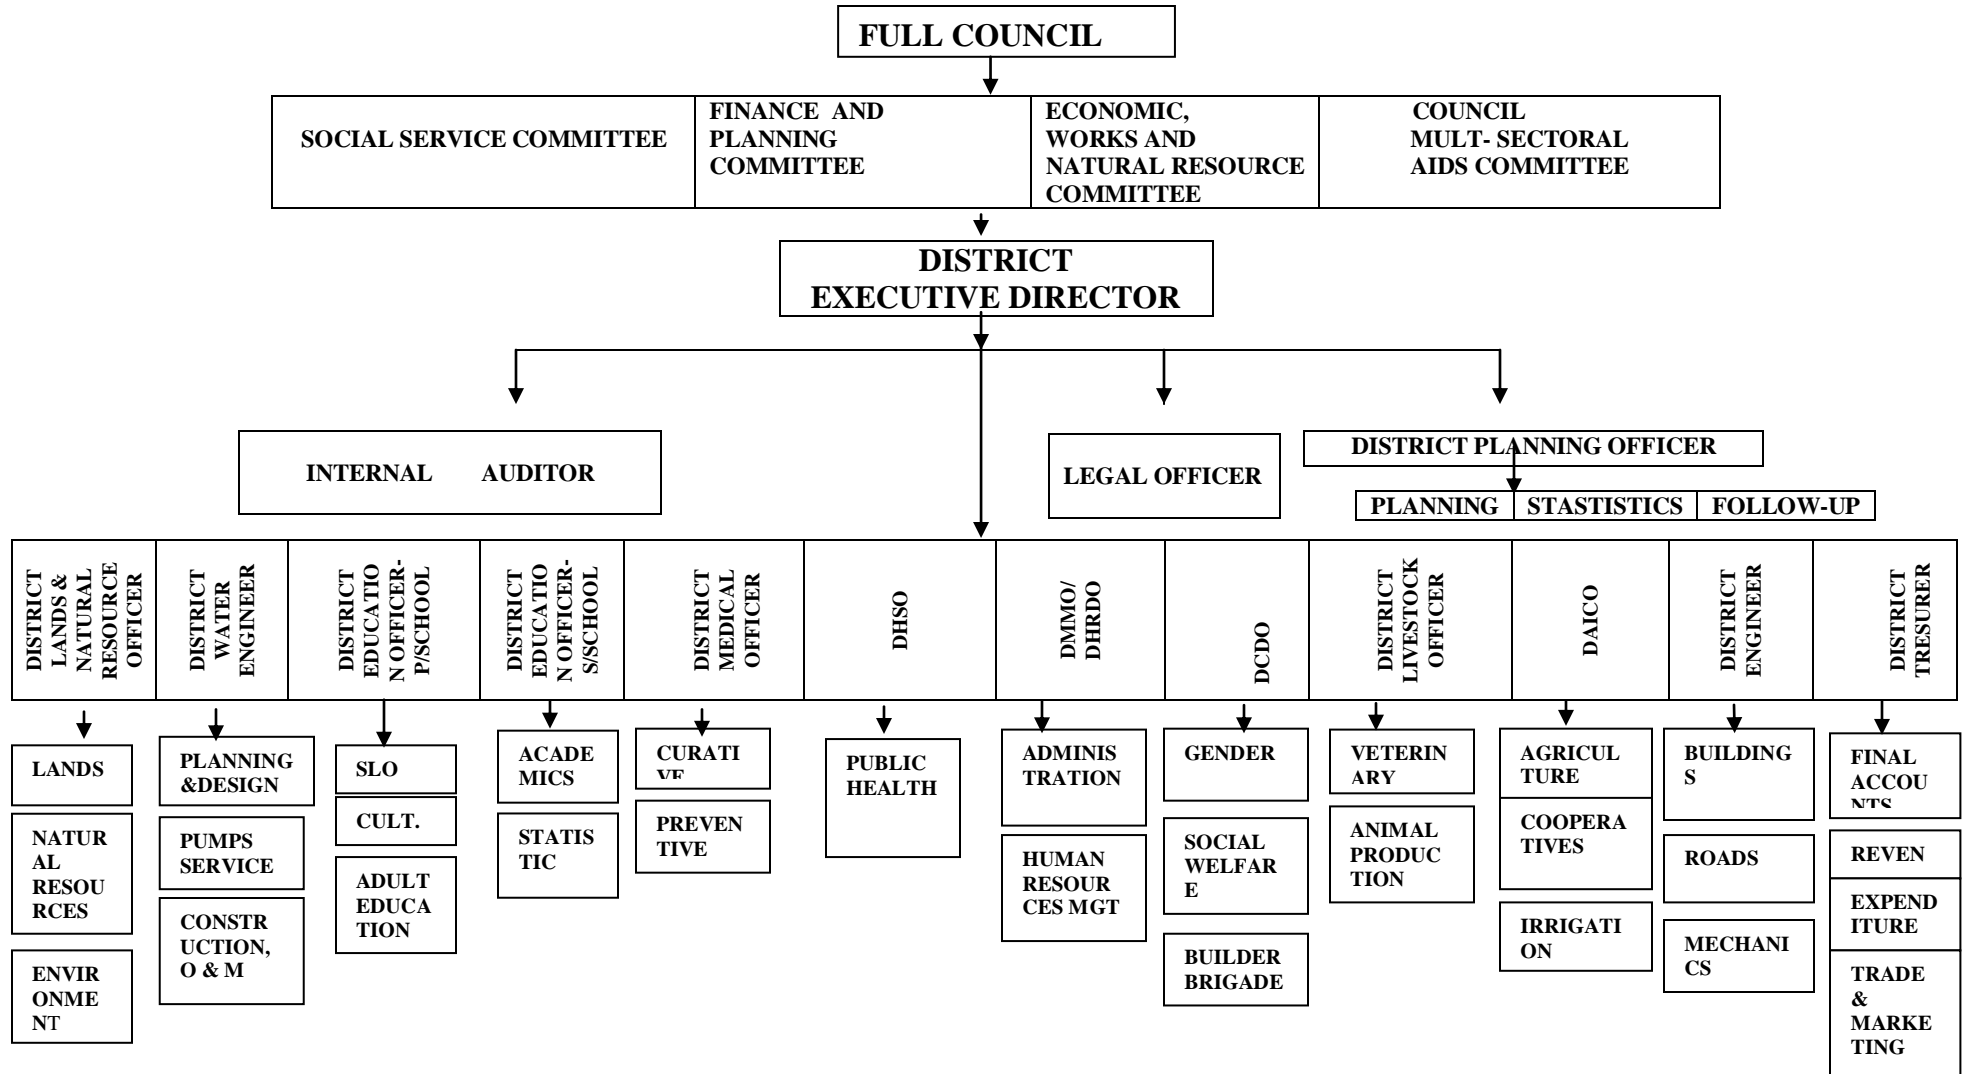 FULL COUNCIL
SOCIAL SERVICE COMMITTEE
FINANCE AND
PLANNING
COMMITTEE
ECONOMIC,
WORKS AND
NATURAL RESOURCE
COMMITTEE
COUNCIL
MULT- SECTORAL
AIDS COMMITTEE
DISTRICT
EXECUTIVE DIRECTOR
INTERNAL AUDITOR
LEGAL OFFICER
DISTRICT PLANNING OFFICER
PLANNING
STASTISTICS
FOLLOW-UP
DISTRICT
LANDS &
NATURAL
RESOURCE
OFFICER
DISTRICT
WATER
ENGINEER
DISTRICT
EDUCATIO
N OFFICER-
P/SCHOOL
DISTRICT
EDUCATIO
N OFFICER-
S/SCHOOL
DISTRICT
MEDICAL
OFFICER
DHSO
DMMO/
DHRDO
DCDO
DISTRICT
LIVESTOCK
OFFICER
DAICO
DISTRICT
ENGINEER
DISTRICT
TRESURER
LANDS
NATUR
AL
RESOU
RCES
ENVIR
ONME
NT
PLANNING
&DESIGN
PUMPS
SERVICE
CONSTR
UCTION,
O & M
SLO
CULT.
ADULT
EDUCA
TION
ACADE
MICS
STATIS
TIC
CURATI
VE
PREVEN
TIVE
PUBLIC
HEALTH
ADMINIS
TRATION
HUMAN
RESOUR
CES MGT
GENDER
SOCIAL
WELFAR
E
BUILDER
BRIGADE
VETERIN
ARY
ANIMAL
PRODUC
TION
AGRICUL
TURE
COOPERA
TIVES
IRRIGATI
ON
BUILDING
S
ROADS
MECHANI
CS
FINAL
ACCOU
NTS
REVEN
EXPEND
ITURE
TRADE
&
MARKE
TING